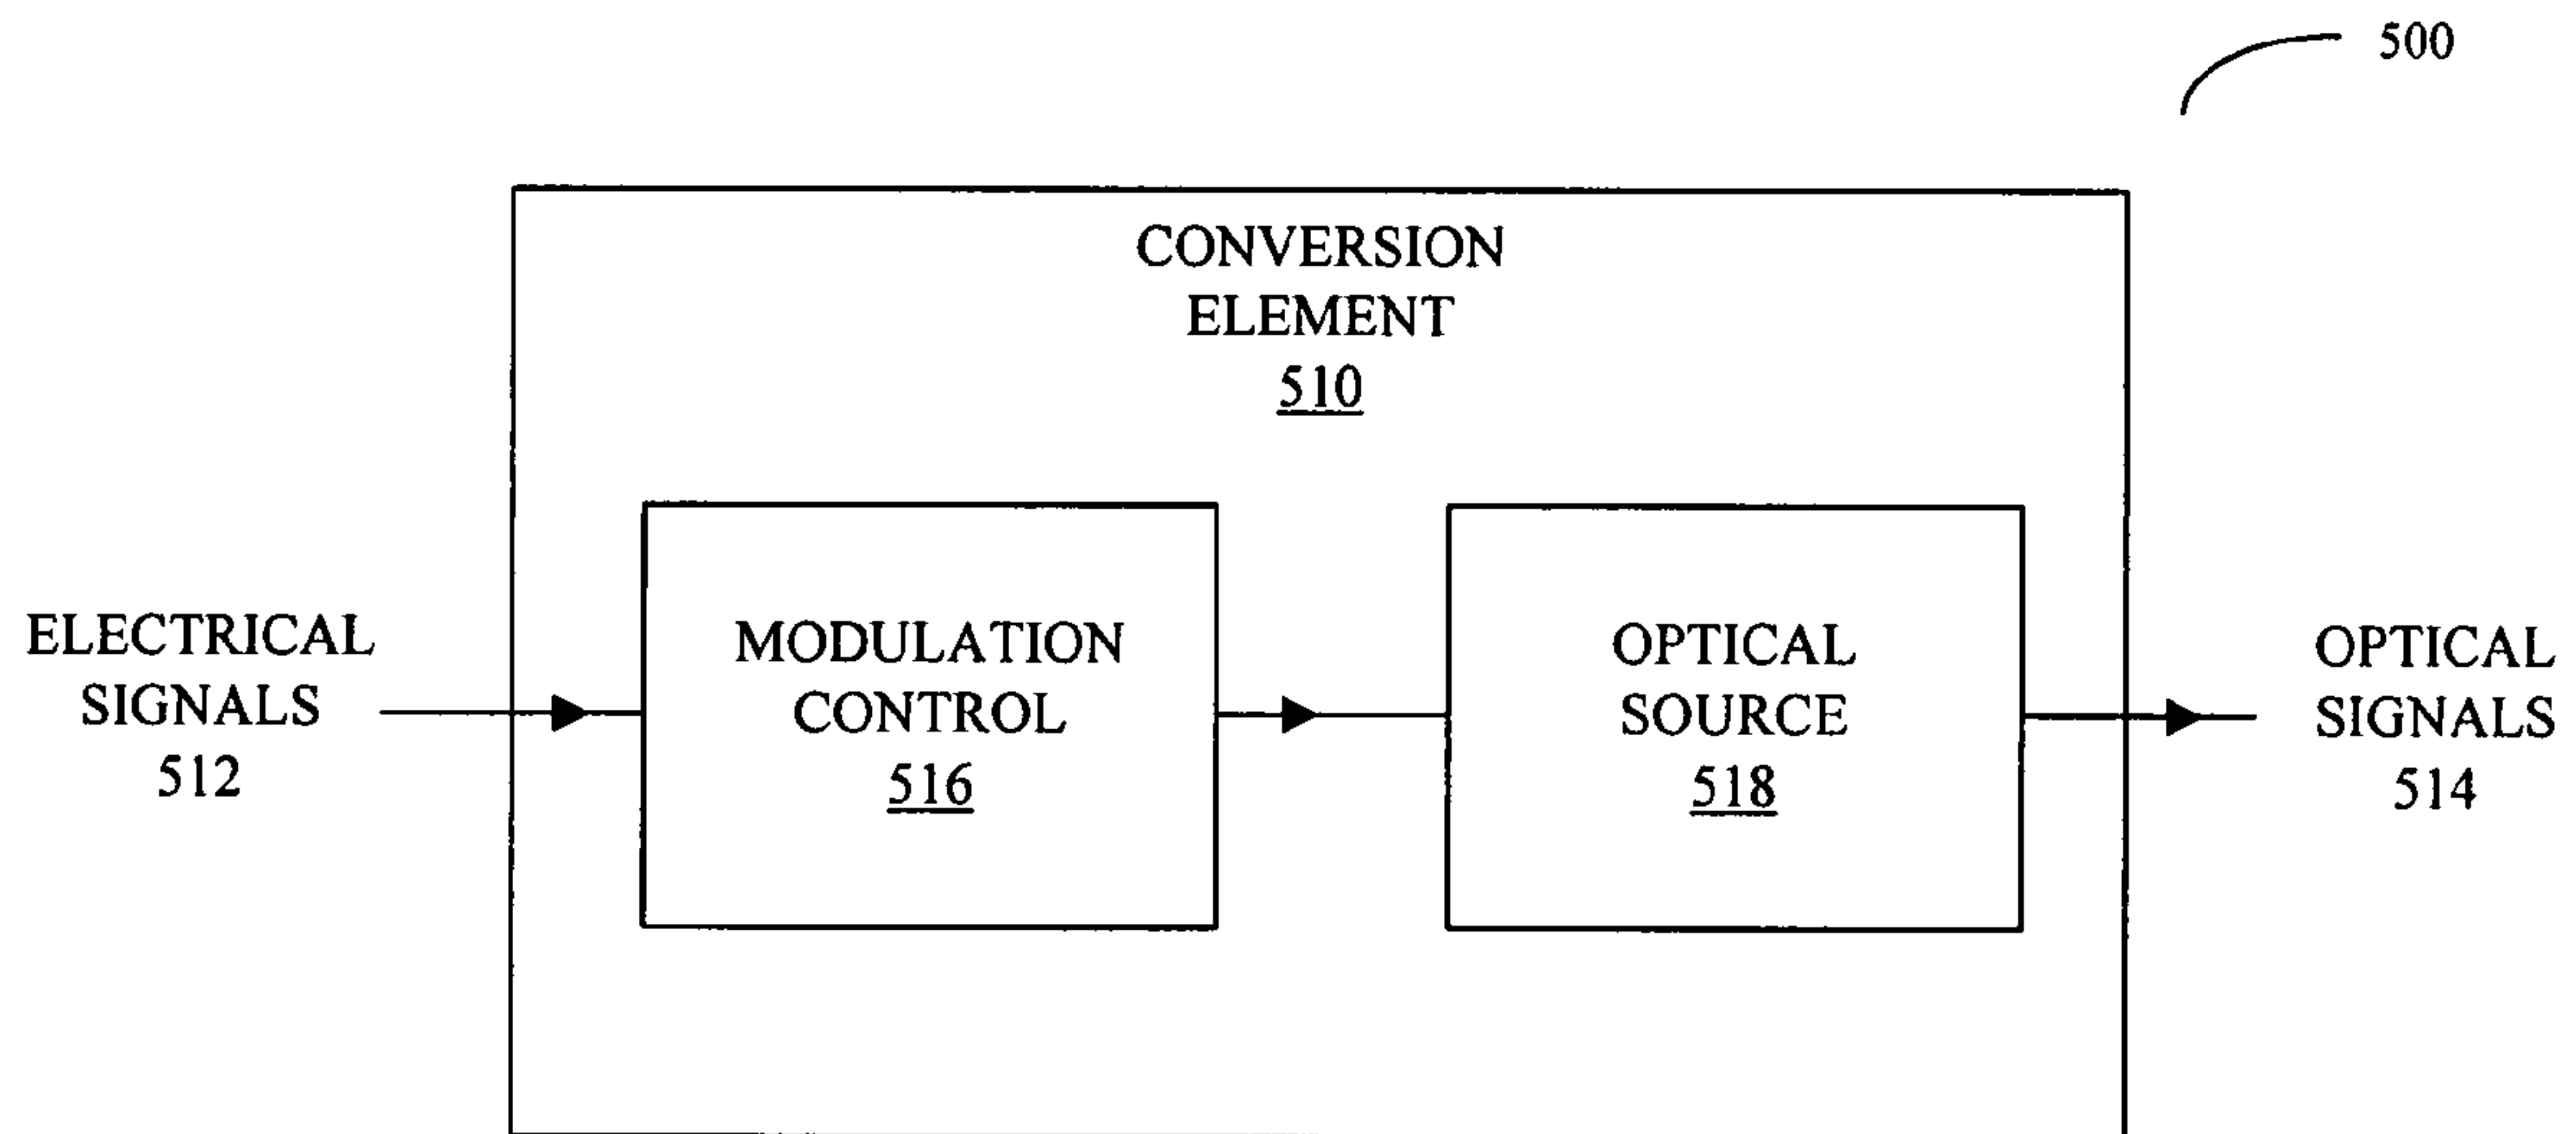 500
CONVERSION
ELEMENT
510
ELECTRICAL
SIGNALS
512
MODULATION
CONTROL
516
OPTICAL
SOURCE
518
OPTICAL
SIGNALS
514